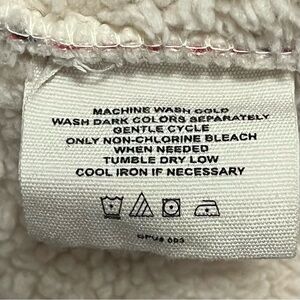 MACHINE WASH COLD
WASH DARK COLORS SEPARATELY
GENTLE CYCLE
ONLY NON-CHLORINE BLEACH
WHEN NEEDED
TUMBLE DRY LOW
COOL IRON IF NECESSARY